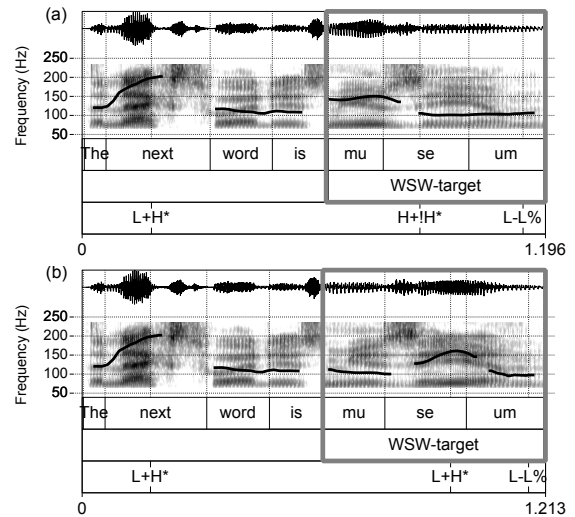 (a)
Frequency (Hz)
250
200
150
100
50
The next word is mu se um
WSW-target
L+H* H+!H* L-L%
0 1.196
(b)
Frequency (Hz)
250
200
150
100
50
The next word is mu se um
WSW-target
L+H* L+H* L-L%
0 1.213